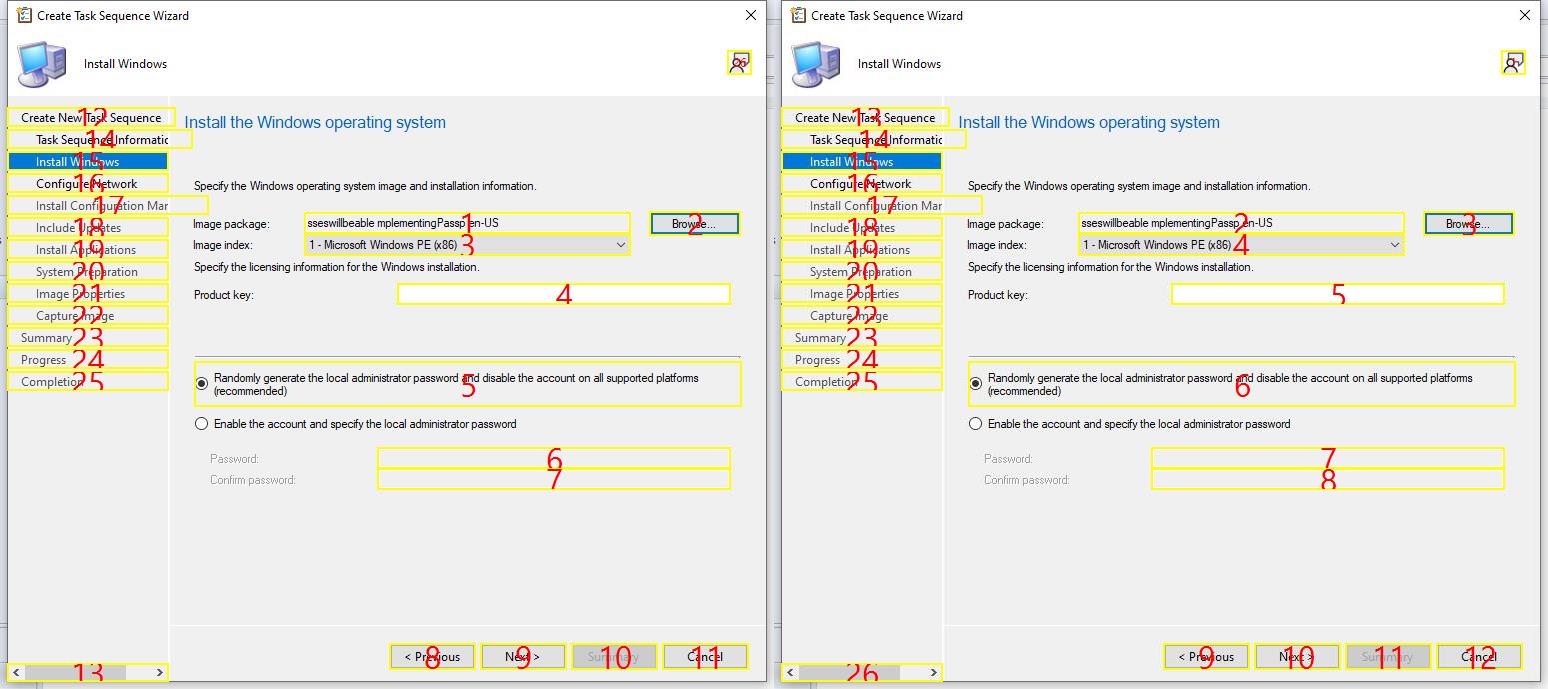 Create Task Sequence Wizard
Install Windows
Create New Task Sequence
12
Task Sequence Informatic
14
Install Windows
15
Configure Network
16
Install Configuration Mar
17
Include Updates
18
Install Applications
19
System Preparation
20
Image Properties
21
Capture Image
22
Summary
23
Progress
24
Completion
25
13
Install the Windows operating system
Specify the Windows operating system image and installation information.
Image package:
sseswillbeable mplementingPassp en-US
1
Browse...
2
Image index:
1 - Microsoft Windows PE (x86)
3
Specify the licensing information for the Windows installation.
Product key:
4
Randomly generate the local administrator password and disable the account on all supported platforms
(recommended)
5
Enable the account and specify the local administrator password
Password:
6
Confirm password:
7
< Previous
8
Next >
9
Summary
10
Cancel
11
Create Task Sequence Wizard
Install Windows
Create New Task Sequence
13
Task Sequence Informatic
14
Install Windows
15
Configure Network
16
Install Configuration Mar
17
Include Updates
18
Install Applications
19
System Preparation
20
Image Properties
21
Capture Image
22
Summary
23
Progress
24
Completion
25
26
Install the Windows operating system
Specify the Windows operating system image and installation information.
Image package:
sseswillbeable mplementingPassp en-US
2
Browse...
3
Image index:
1 - Microsoft Windows PE (x86)
4
Specify the licensing information for the Windows installation.
Product key:
5
Randomly generate the local administrator password and disable the account on all supported platforms
(recommended)
6
Enable the account and specify the local administrator password
Password:
7
Confirm password:
8
< Previous
9
Next >
10
Summary
11
Cancel
12